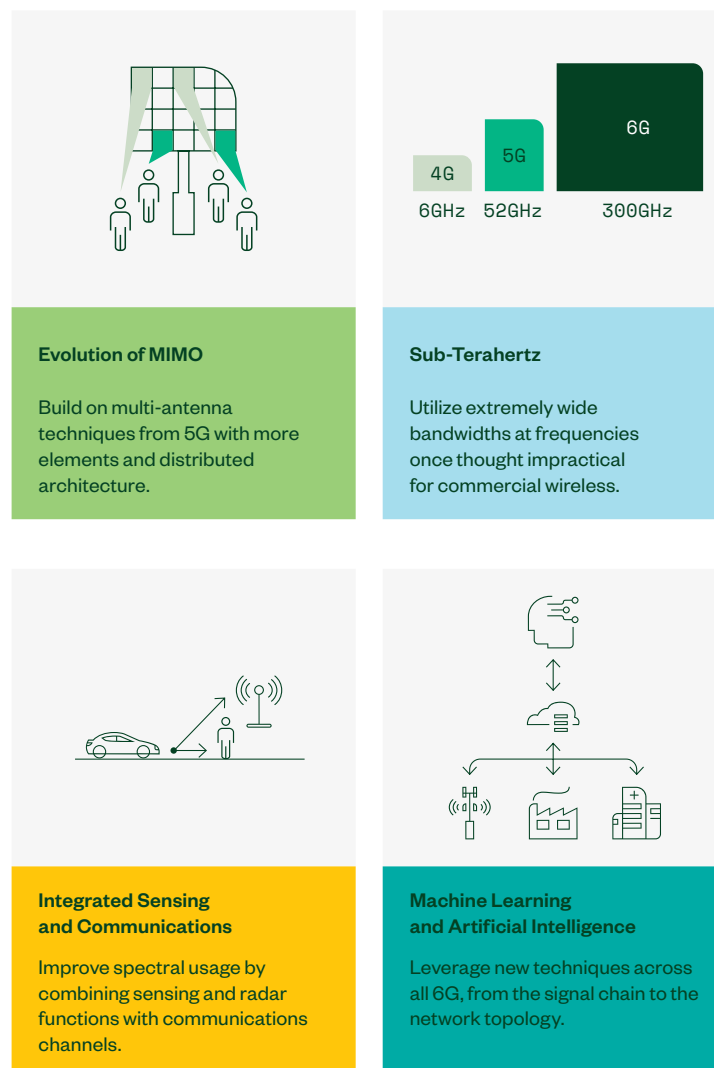 4G
5G
6G
6GHz
52GHz
300GHz
Evolution of MIMO
Build on multi-antenna
techniques from 5G with more
elements and distributed
architecture.
Sub-Terahertz
Utilize extremely wide
bandwidths at frequencies
once thought impractical
for commercial wireless.
Integrated Sensing
and Communications
Improve spectral usage by
combining sensing and radar
functions with communications
channels.
Machine Learning
and Artificial Intelligence
Leverage new techniques across
all 6G, from the signal chain to the
network topology.